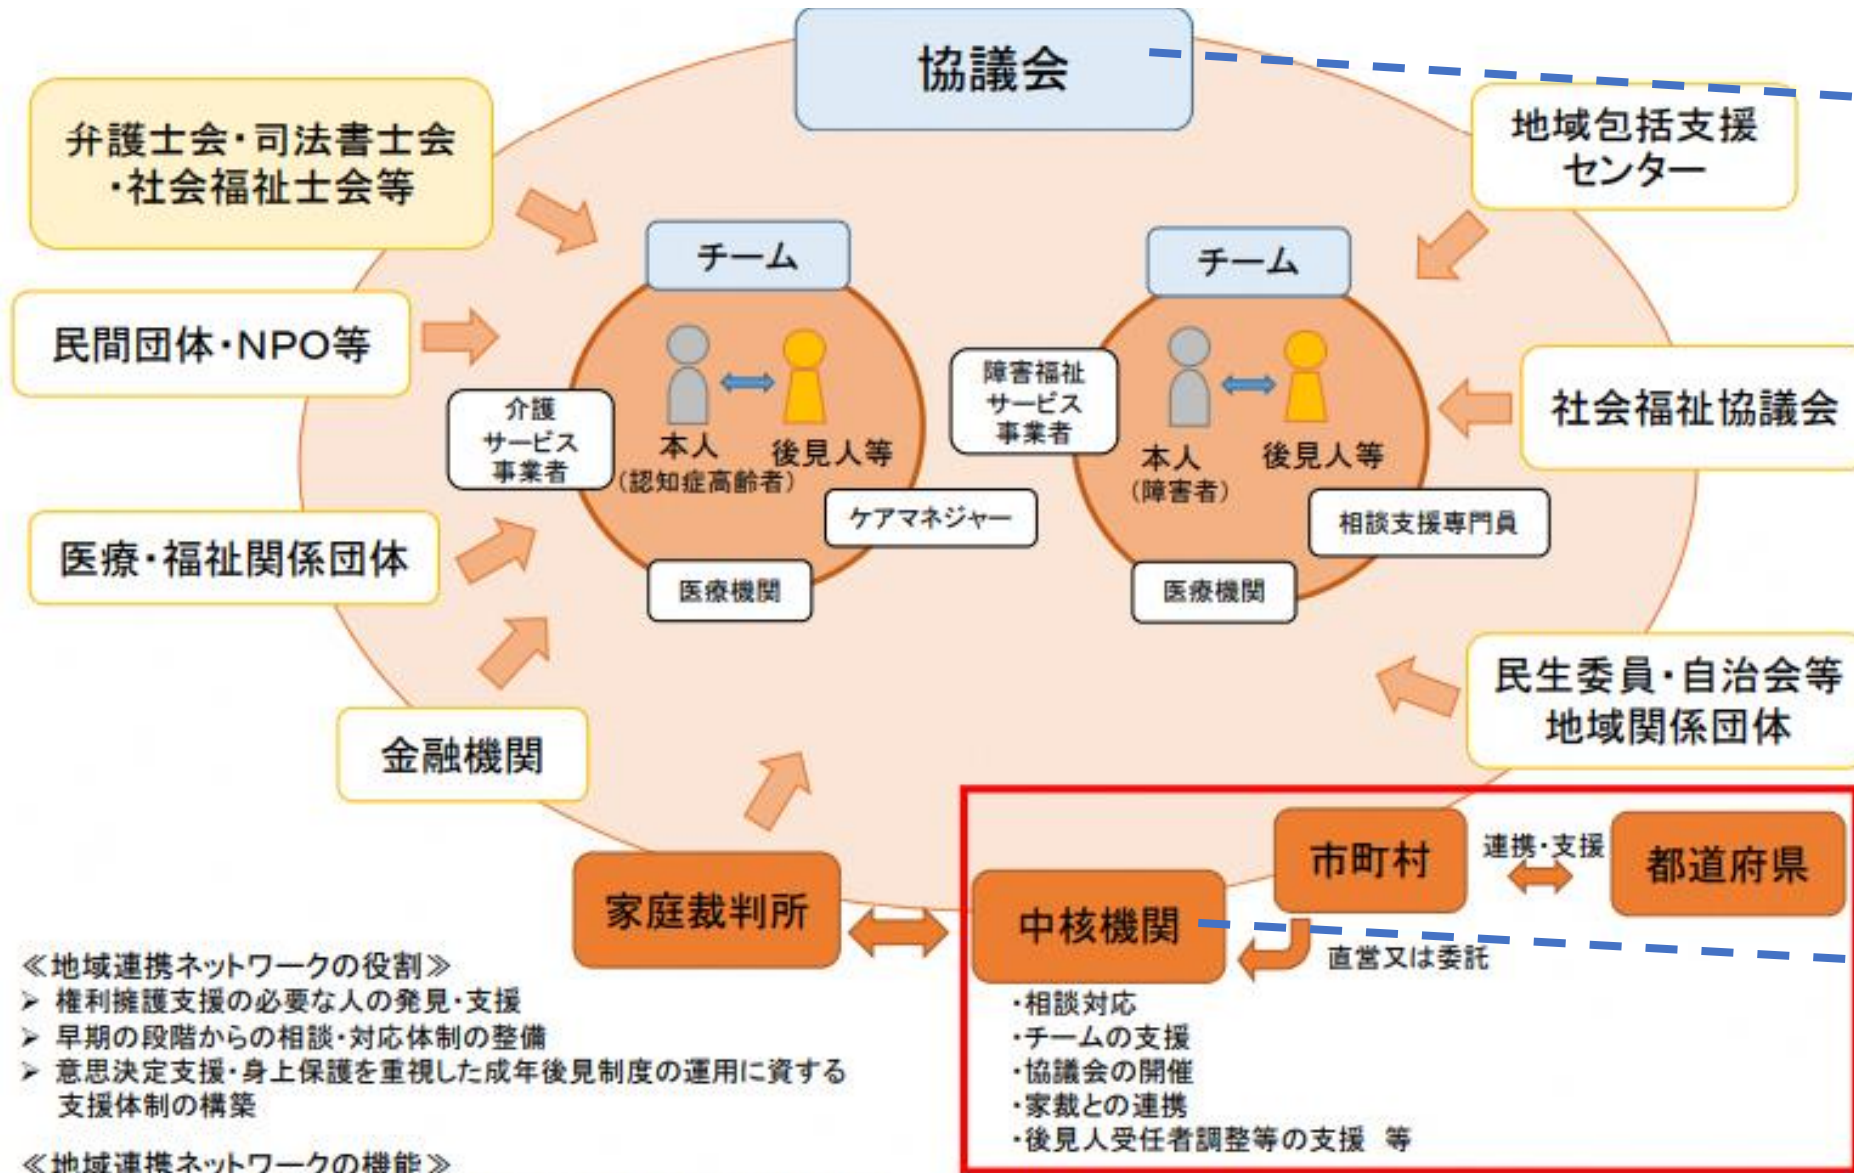 協議会
弁護士会・司法書士会
・社会福祉士会等
地域包括支援
センター
民間団体・NPO等
チーム
チーム
介護
サービス
事業者
本人
(認知症高齢者)
後見人等
ケアマネジャー
医療機関
障害福祉
サービス
事業者
本人
(障害者)
後見人等
相談支援専門員
医療機関
社会福祉協議会
医療・福祉関係団体
民生委員・自治会等
地域関係団体
金融機関
家庭裁判所
中核機関
市町村
連携・支援
都道府県
直営又は委託
・相談対応
・チームの支援
・協議会の開催
・家裁との連携
・後見人受任者調整等の支援 等
≪地域連携ネットワークの役割≫
➢ 権利擁護支援の必要な人の発見・支援
➢ 早期の段階からの相談・対応体制の整備
➢ 意思決定支援・身上保護を重視した成年後見制度の運用に資する
支援体制の構築
≪地域連携ネットワークの機能≫